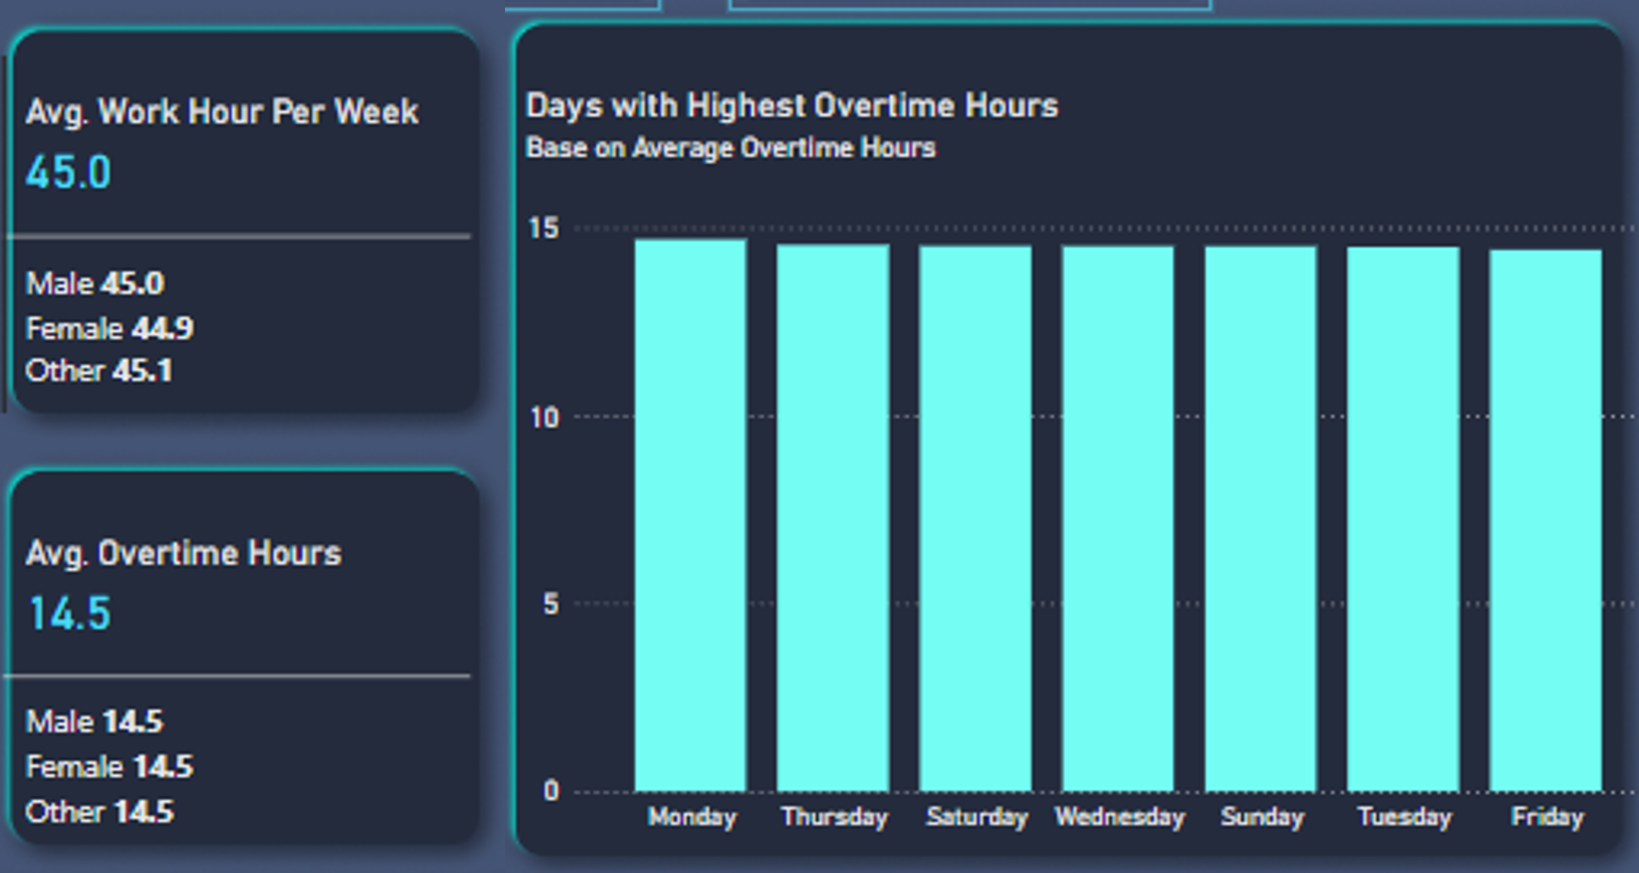 Avg. Work Hour Per Week
45.0
Male 45.0
Female 44.9
Other 45.1
Avg. Overtime Hours
14.5
Male 14.5
Female 14.5
Other 14.5
Days with Highest Overtime Hours
Base on Average Overtime Hours
15
10
5
0
Monday Thursday Saturday Wednesday Sunday Tuesday Friday